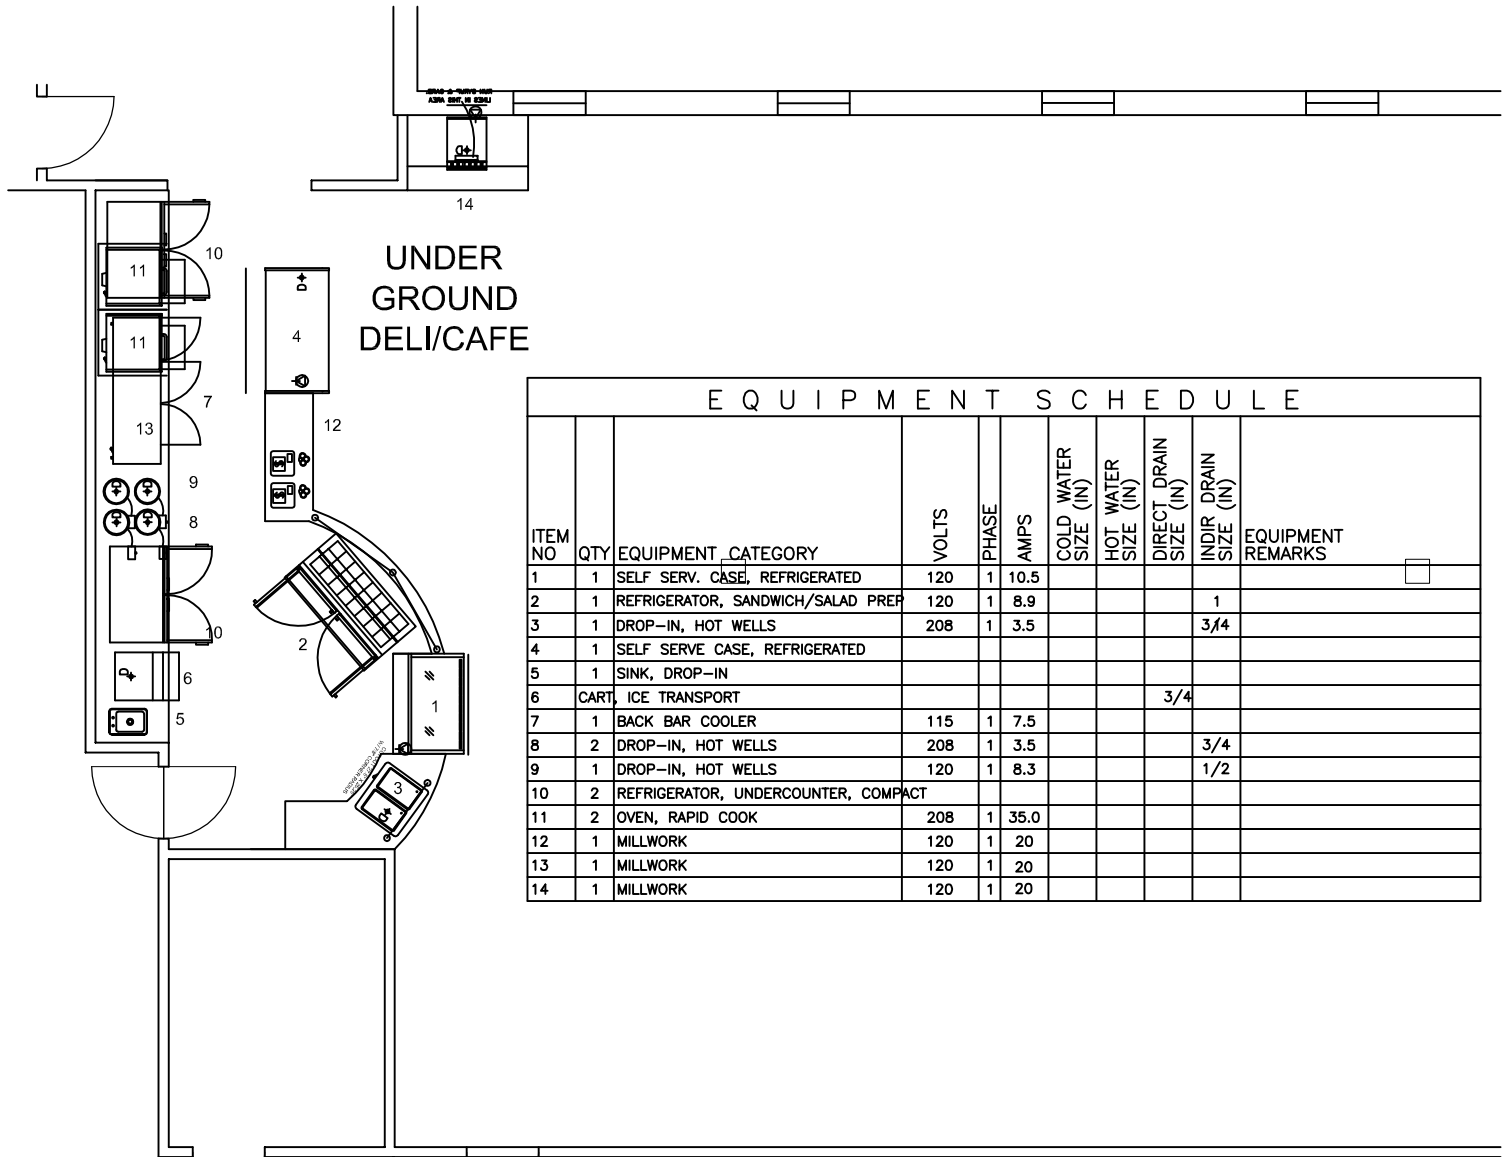 RUN SYRUP & CARB.
LINES IN THIS AREA
D
14
10
UNDER
GROUND
DELI/CAFE
11
D
4
11
7
12
13
$
9
$
D D
8
D D
10
2
D
6
1
5
3
D
EQUIPMENT SCHEDULE
ITEM NO QTY EQUIPMENT CATEGORY VOLTS PHASE AMPS COLD WATER SIZE (IN) HOT WATER SIZE (IN) DIRECT DRAIN SIZE (IN) INDIR DRAIN SIZE (IN) EQUIPMENT REMARKS
1 1 SELF SERV. CASE, REFRIGERATED 120 1 10.5
2 1 REFRIGERATOR, SANDWICH/SALAD PREP 120 1 8.9 1
3 1 DROP-IN, HOT WELLS 208 1 3.5 3/4
4 1 SELF SERVE CASE, REFRIGERATED
5 1 SINK, DROP-IN
6 CART, ICE TRANSPORT 3/4
7 1 BACK BAR COOLER 115 1 7.5
8 2 DROP-IN, HOT WELLS 208 1 3.5 3/4
9 1 DROP-IN, HOT WELLS 120 1 8.3 1/2
10 2 REFRIGERATOR, UNDERCOUNTER, COMPACT
11 2 OVEN, RAPID COOK 208 1 35.0
12 1 MILLWORK 120 1 20
13 1 MILLWORK 120 1 20
14 1 MILLWORK 120 1 20